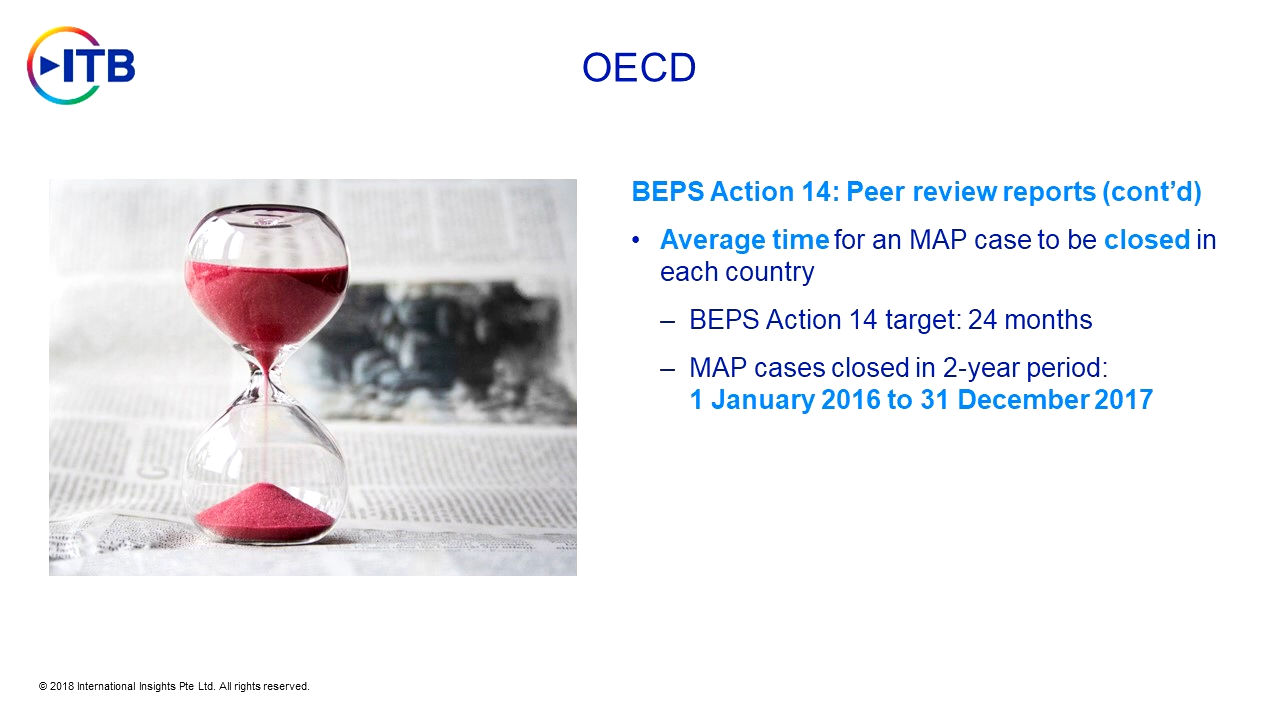 ITB
OECD
BEPS Action 14: Peer review reports (cont’d)
• Average time for an MAP case to be closed in
each country
– BEPS Action 14 target: 24 months
– MAP cases closed in 2-year period:
1 January 2016 to 31 December 2017
© 2018 International Insights Pte Ltd. All rights reserved.